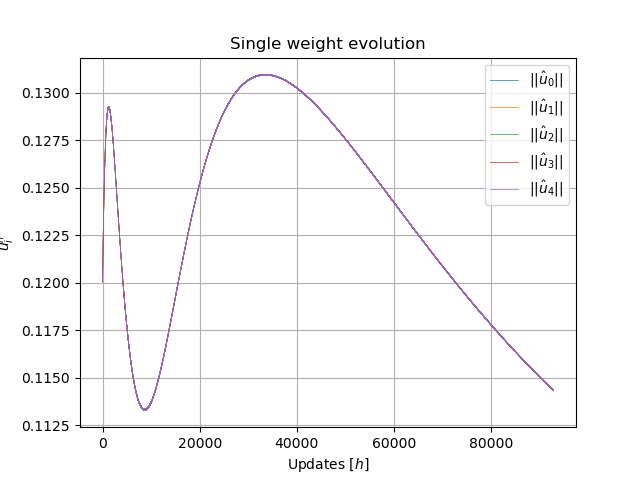 Single weight evolution
0.1300
0.1275
0.1250
0.1225
0.1200
0.1175
0.1150
0.1125
0
20000
40000
60000
80000
Updates [h]
||û₀||
||û₁||
||û₂||
||û₃||
||û₄||